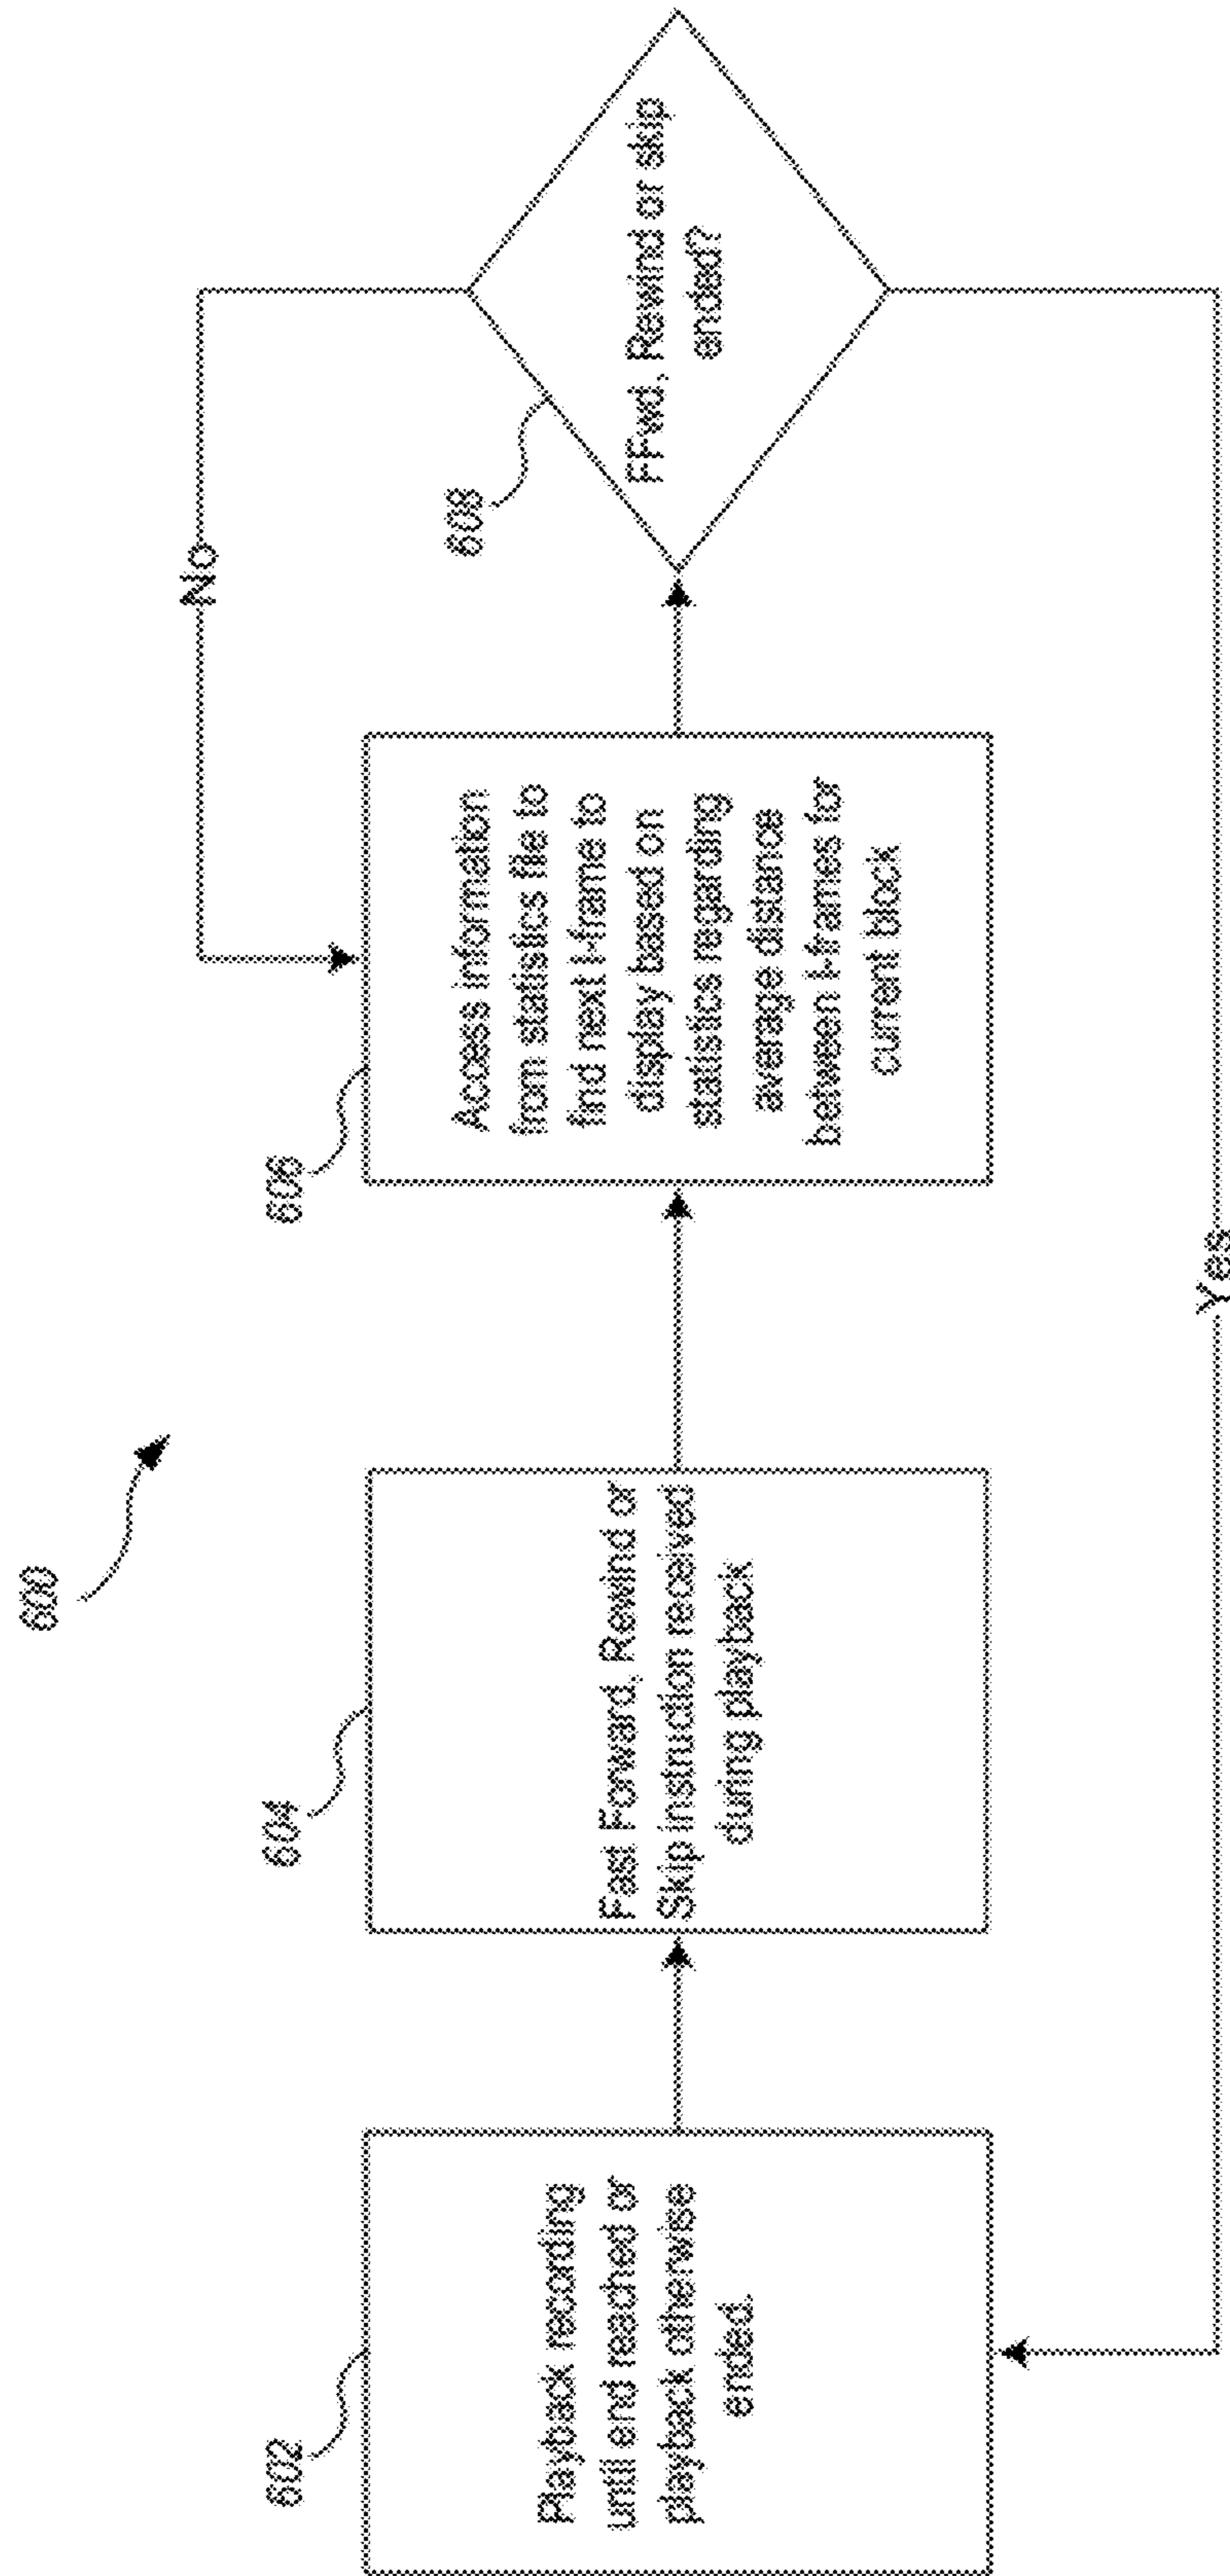 600
602
Playback recording
until end reached or
playback otherwise
ended.
604
Fast Forward, Rewind or
Skip instruction received
during playback
606
Access information
from statistics file to
find next I-frame to
display based on
statistics regarding
average distance
between I-frames for
current block
608
FFwd, Rewind or skip
ended?
No
Yes